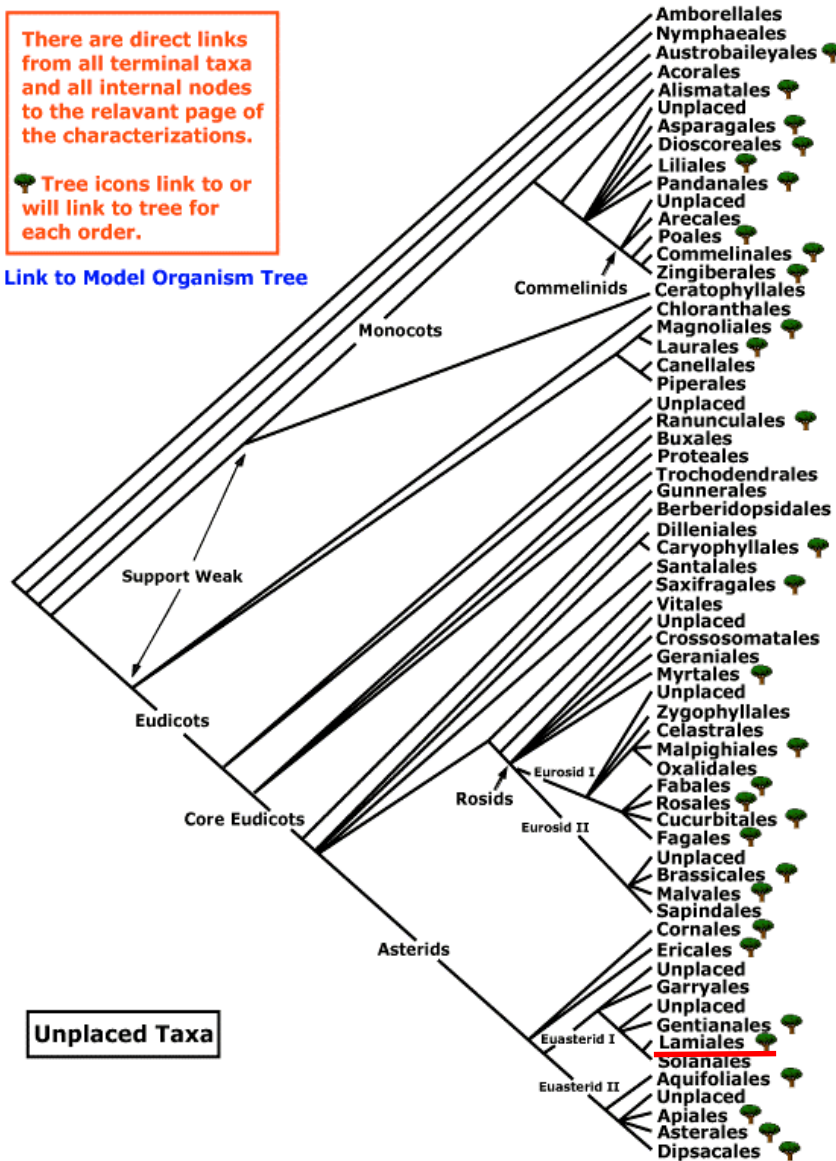 There are direct links
from all terminal taxa
and all internal nodes
to the relavant page of
the characterizations.
Tree icons link to or
will link to tree for
each order.
Link to Model Organism Tree
Amborellales
Nymphaeales
Austrobaileyales
Acorales
Alismatales
Unplaced
Asparagales
Dioscoreales
Liliales
Pandanales
Unplaced
Arecales
Poales
Commelinales
Zingiberales
Commelinids
Ceratophyllales
Chloranthales
Monocots
Magnoliales
Laurales
Canellales
Piperales
Unplaced
Ranunculales
Buxales
Proteales
Trochodendrales
Gunnerales
Berberidopsidales
Dilleniales
Caryophyllales
Santalales
Support Weak
Saxifragales
Vitales
Unplaced
Crossosomatales
Geraniales
Myrtales
Unplaced
Eudicots
Zygophyllales
Celastrales
Malpighiales
Oxalidales
Eurosid I
Fabales
Rosids
Rosales
Cucurbitales
Core Eudicots
Eurosid II
Fagales
Unplaced
Brassicales
Malvales
Sapindales
Cornales
Asterids
Ericales
Unplaced
Garryales
Unplaced
Gentianales
Unplaced Taxa
Euasterid I
Lamiales
Solanales
Aquifoliales
Euasterid II
Unplaced
Apiales
Asterales
Dipsacales